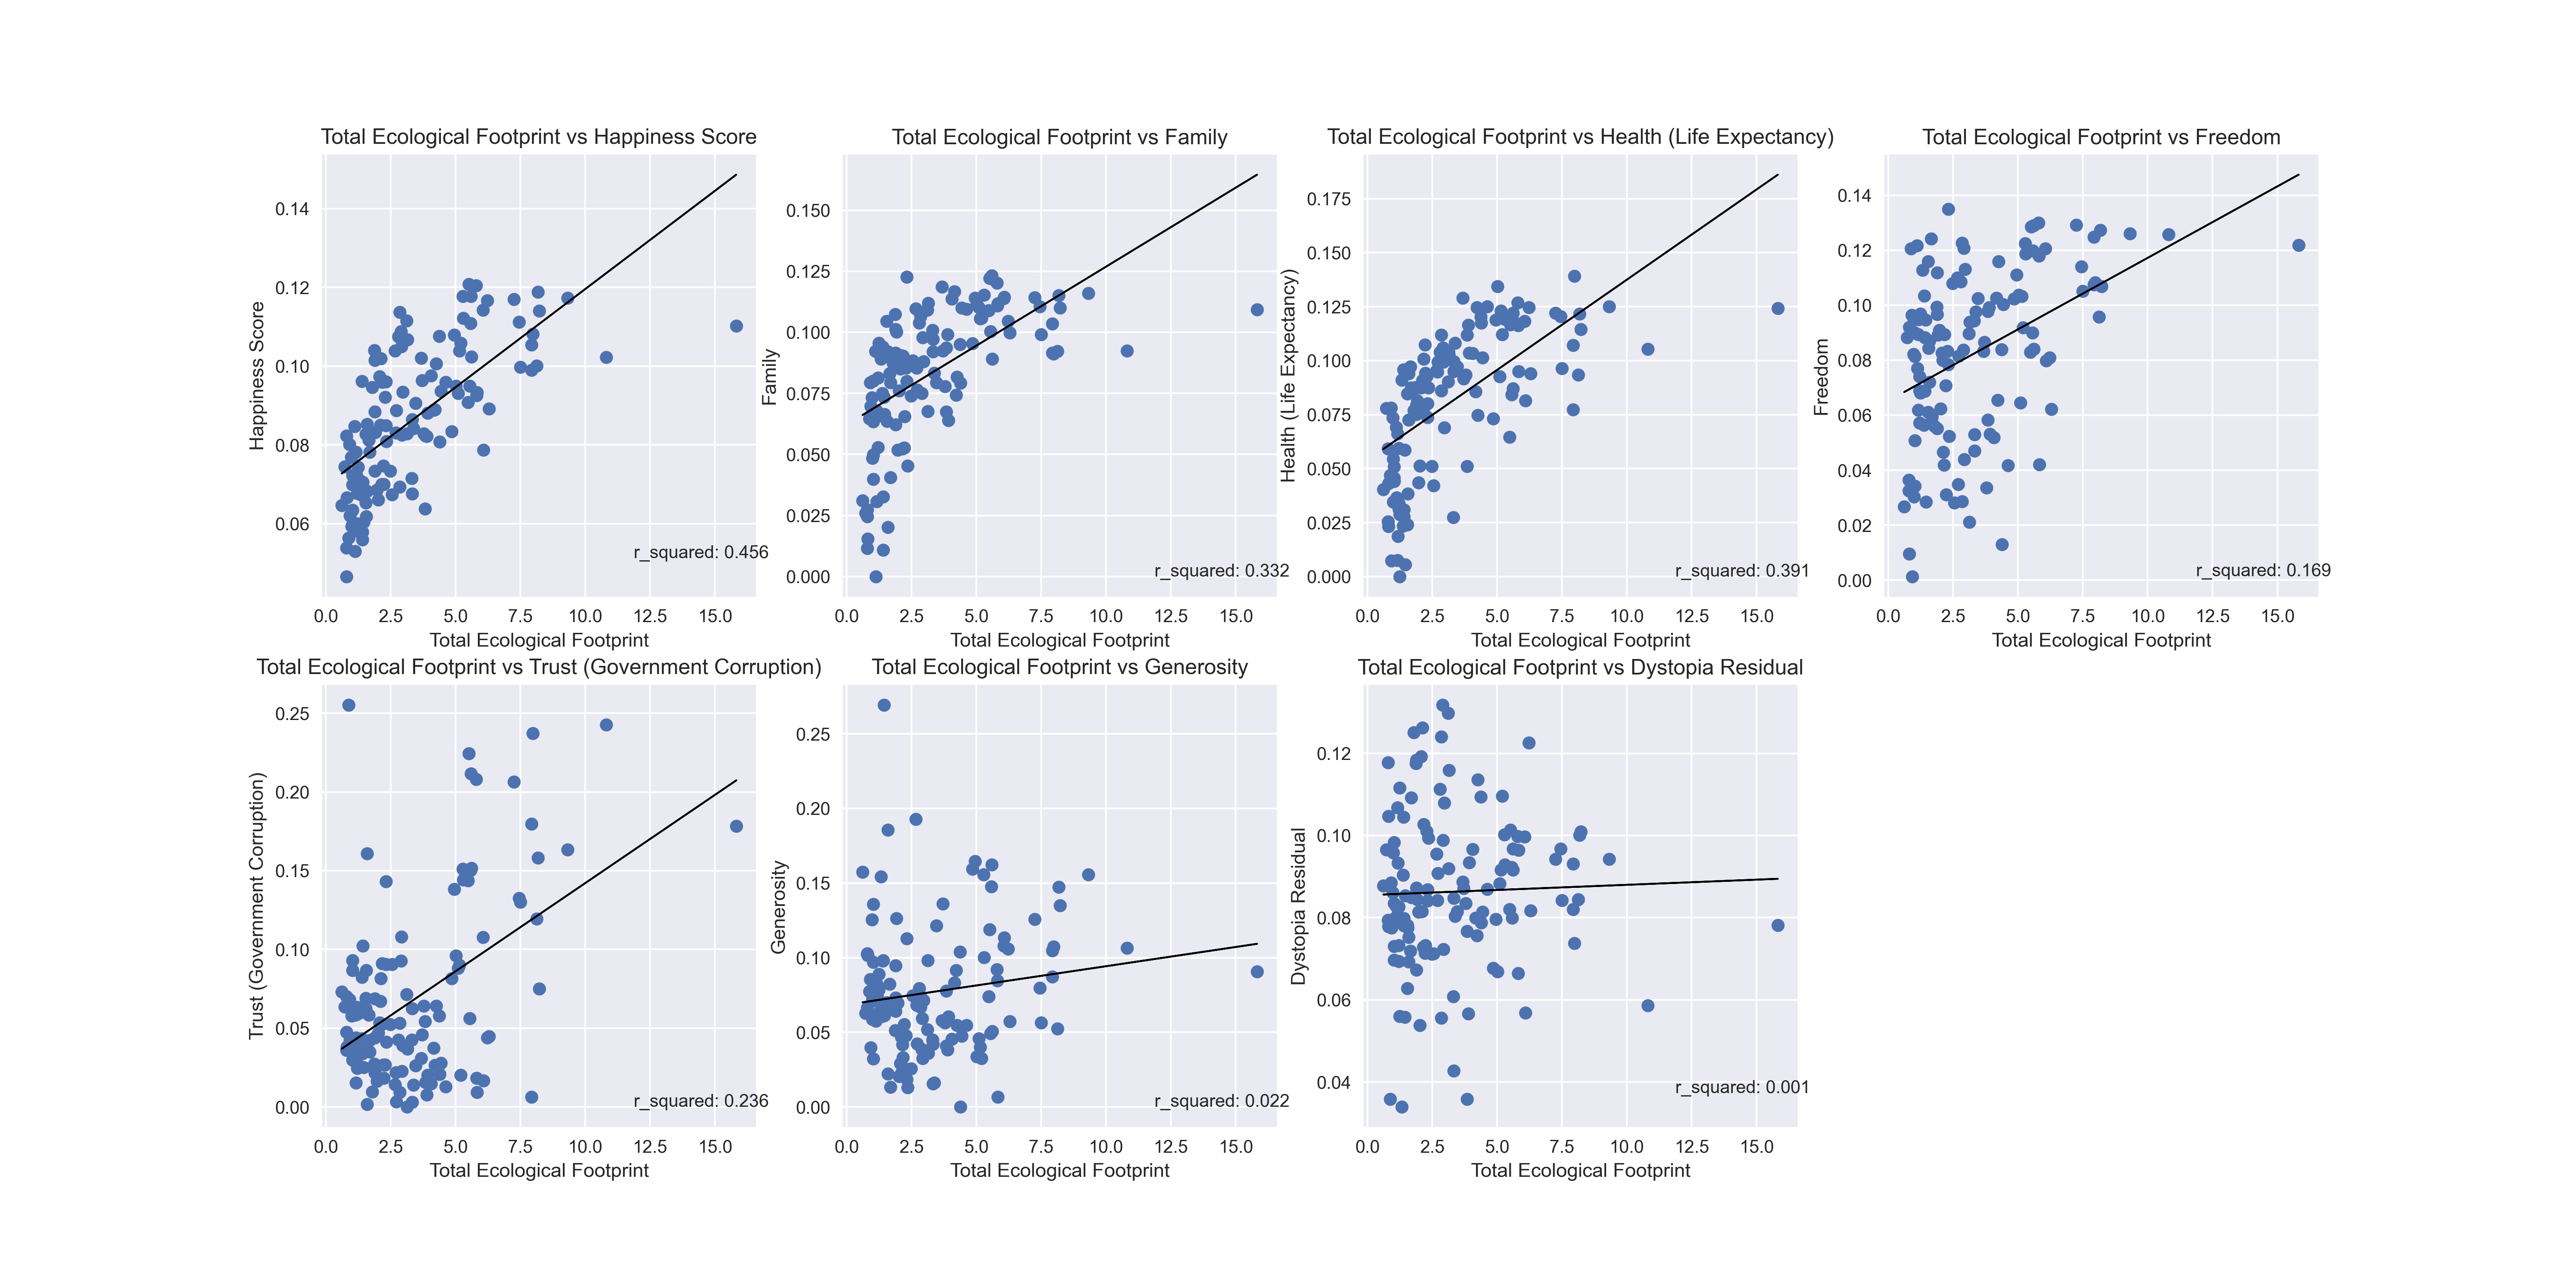 Total Ecological Footprint vs Happiness Score
Happiness Score
0.14
0.12
0.10
0.08
0.06
r_squared: 0.456
0.0 2.5 5.0 7.5 10.0 12.5 15.0
Total Ecological Footprint
Total Ecological Footprint vs Family
Family
0.150
0.125
0.100
0.075
0.050
0.025
0.000
r_squared: 0.332
0.0 2.5 5.0 7.5 10.0 12.5 15.0
Total Ecological Footprint
Total Ecological Footprint vs Health (Life Expectancy)
Health (Life Expectancy)
0.175
0.150
0.125
0.100
0.075
0.050
0.025
0.000
r_squared: 0.391
0.0 2.5 5.0 7.5 10.0 12.5 15.0
Total Ecological Footprint
Total Ecological Footprint vs Freedom
Freedom
0.14
0.12
0.10
0.08
0.06
0.04
0.02
0.00
r_squared: 0.169
0.0 2.5 5.0 7.5 10.0 12.5 15.0
Total Ecological Footprint
Total Ecological Footprint vs Trust (Government Corruption)
Trust (Government Corruption)
0.25
0.20
0.15
0.10
0.05
0.00
r_squared: 0.236
0.0 2.5 5.0 7.5 10.0 12.5 15.0
Total Ecological Footprint
Total Ecological Footprint vs Generosity
Generosity
0.25
0.20
0.15
0.10
0.05
0.00
r_squared: 0.022
0.0 2.5 5.0 7.5 10.0 12.5 15.0
Total Ecological Footprint
Total Ecological Footprint vs Dystopia Residual
Dystopia Residual
0.12
0.10
0.08
0.06
0.04
r_squared: 0.001
0.0 2.5 5.0 7.5 10.0 12.5 15.0
Total Ecological Footprint